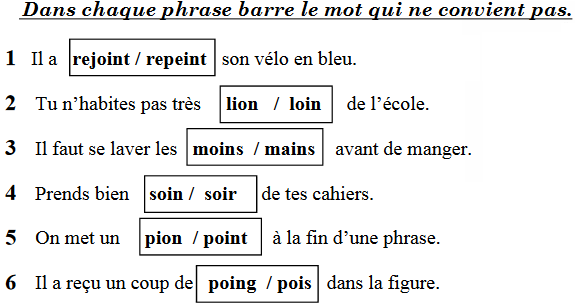 Dans chaque phrase barre le mot qui ne convient pas.
1 Il a rejoint / repeint son vélo en bleu.
2 Tu n'habites pas très lion / loin de l'école.
3 Il faut se laver les moins / mains avant de manger.
4 Prends bien soin / soir de tes cahiers.
5 On met un pion / point à la fin d'une phrase.
6 Il a reçu un coup de poing / pois dans la figure.